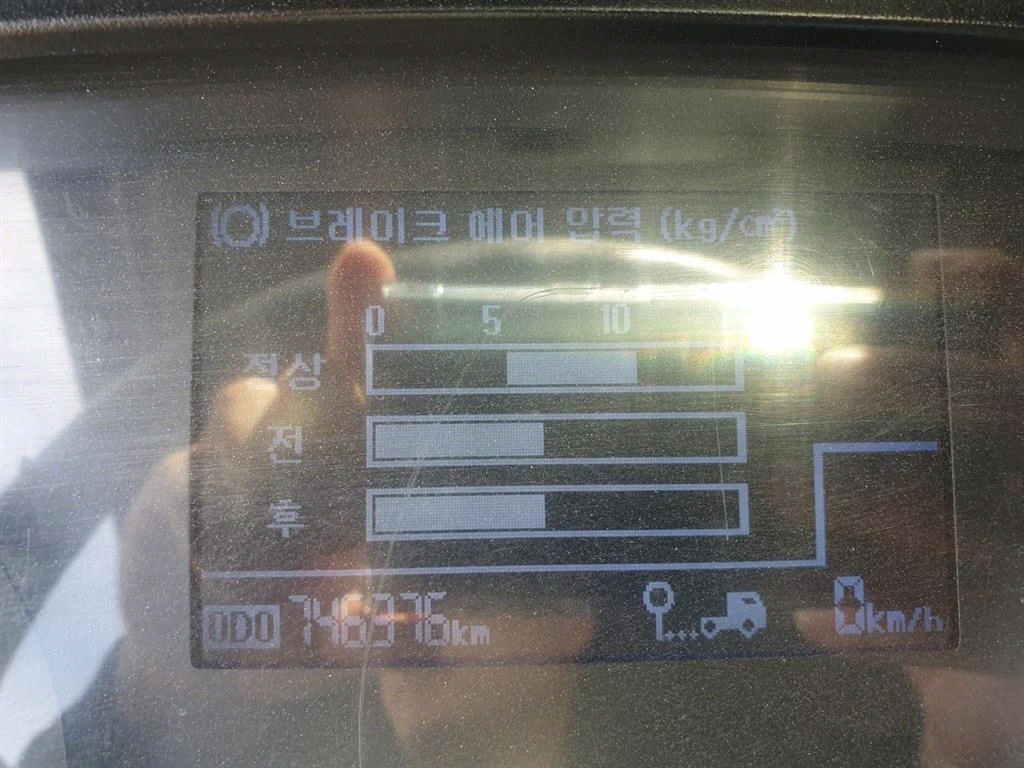 브레이크 에어 압력 (kg/㎠)
0 5 10
정상
전
후
ODO 746376km 0km/h